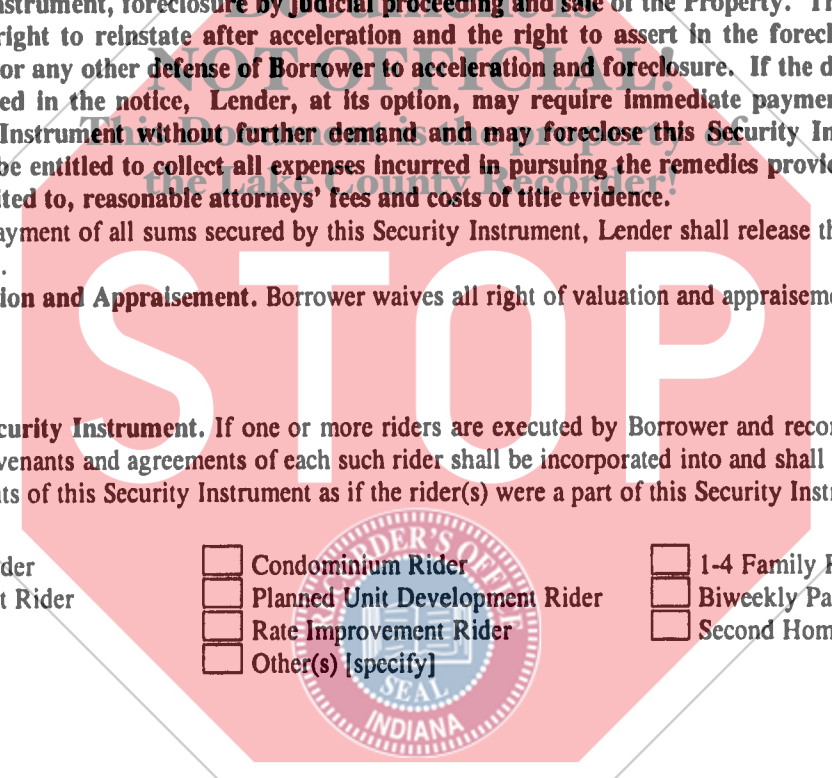 nstrument, foreclosure by judicial proceeding and sale of the Property. Th
Document is
right to reinstate after acceleration and the right to assert in the forecl
NOT OFFICIAL!
or any other defense of Borrower to acceleration and foreclosure. If the d
ed in the notice, Lender, at its option, may require immediate paymen
This Document is the property of
Instrument without further demand and may foreclose this Security In
be entitled to collect all expenses incurred in pursuing the remedies provid
the Lake County Recorder!
ited to, reasonable attorneys' fees and costs of title evidence.
ayment of all sums secured by this Security Instrument, Lender shall release th
.
ion and Appraisement. Borrower waives all right of valuation and appraiseme
STOP
curity Instrument. If one or more riders are executed by Borrower and recor
venants and agreements of each such rider shall be incorporated into and shall
ts of this Security Instrument as if the rider(s) were a part of this Security Instr
der
Condominium Rider
1-4 Family R
t Rider
Planned Unit Development Rider
Biweekly Pa
Rate Improvement Rider
Second Hom
Other(s) [specify]
RECORDER'S OFFICE
SEAL
INDIANA